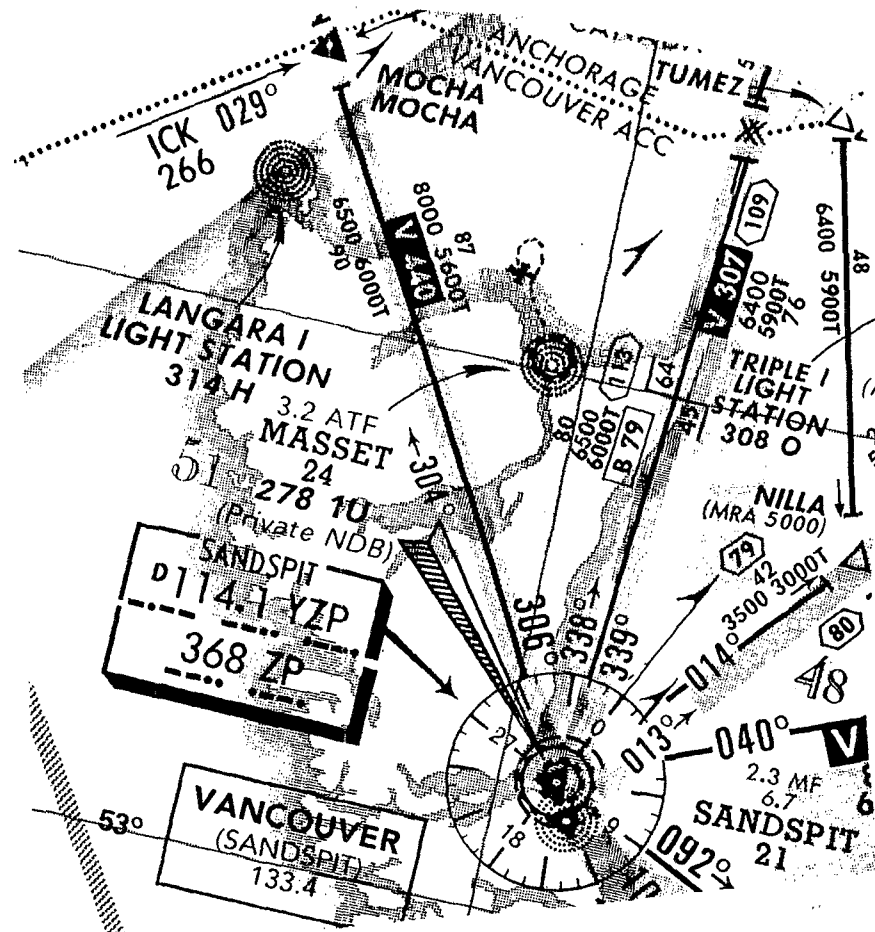 ANCHORAGE
VANCOUVER ACC
TUMEZ
MOCHA
MOCHA
ICK 029°
266
6500 6000T
90
V 440
87
8000 5600T
109
V 307
6400
5900T
76
48
6400 5900T
LANGARA I
LIGHT STATION
314 H
3.2 ATF
MASSET
24
278 1U
(Private NDB)
51
113
64
45
80
6500
6000T
B 79
TRIPLE I
LIGHT
STATION
308 O
NILLA
(MRA 5000)
79
42
3500 3000T
80
48
304°
306°
338°
339°
014°
013°
040°
V
SANDSPIT
D 114.1 YZP
368 ZP
27
0
18
9
2.3 MF
6.7
SANDSPIT
21
092°
53°
VANCOUVER
(SANDSPIT)
133.4